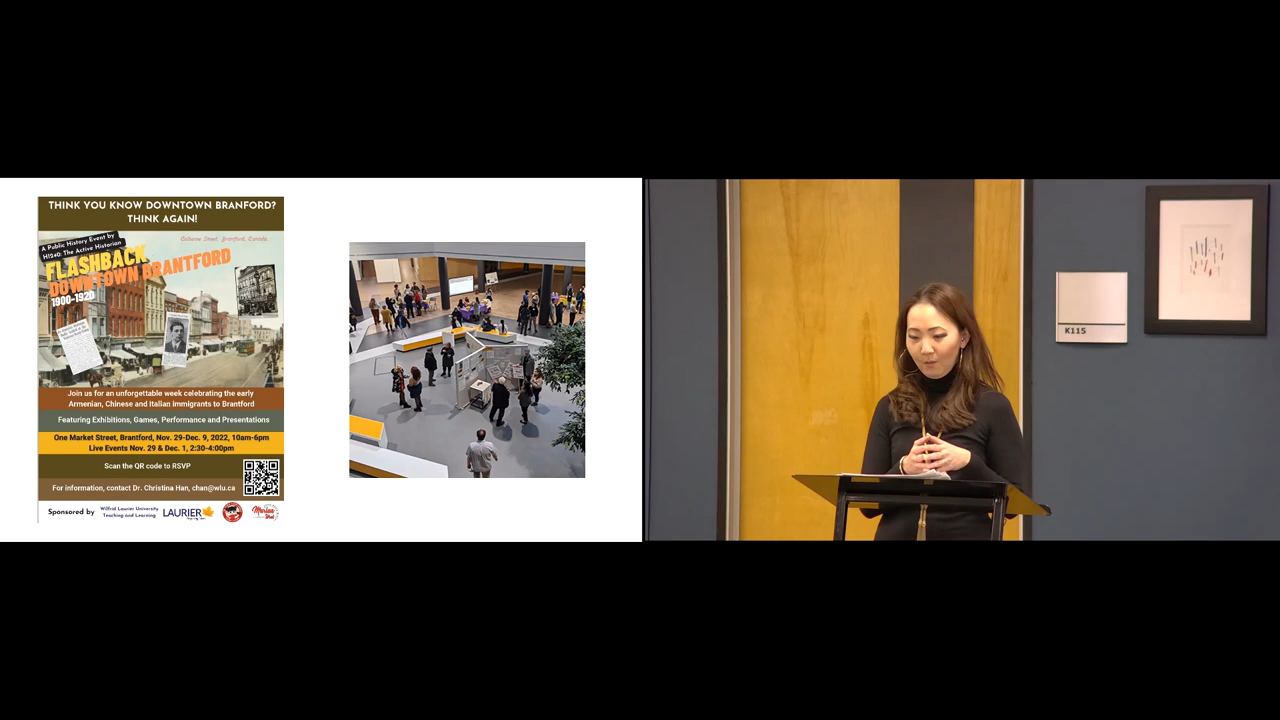 THINK YOU KNOW DOWNTOWN BRANFORD?
THINK AGAIN!
A Public History Event by
HI240: The Active Historian
Colborne Street, Brantford, Canada.
FLASHBACK
DOWNTOWN BRANTFORD
1900-1920
Join us for an unforgettable week celebrating the early
Armenian, Chinese and Italian immigrants to Brantford
Featuring Exhibitions, Games, Performance and Presentations
One Market Street, Brantford, Nov. 29-Dec. 9, 2022, 10am-6pm
Live Events Nov. 29 & Dec. 1, 2:30-4:00pm
Scan the QR code to RSVP
For information, contact Dr. Christina Han, chan@wlu.ca
Sponsored by
Wilfrid Laurier University
Teaching and Learning
LAURIER
K115